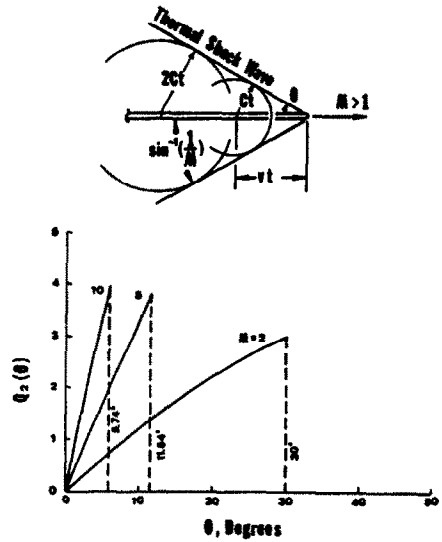 Thermal Shock Wave
2Ct
Ct
θ
M > 1
sin⁻¹(1/M)
vt
5
4
3
2
1
0
Q₂(θ)
10
5
M=2
5.74°
11.54°
30°
0 10 20 30 40 50
θ, Degrees